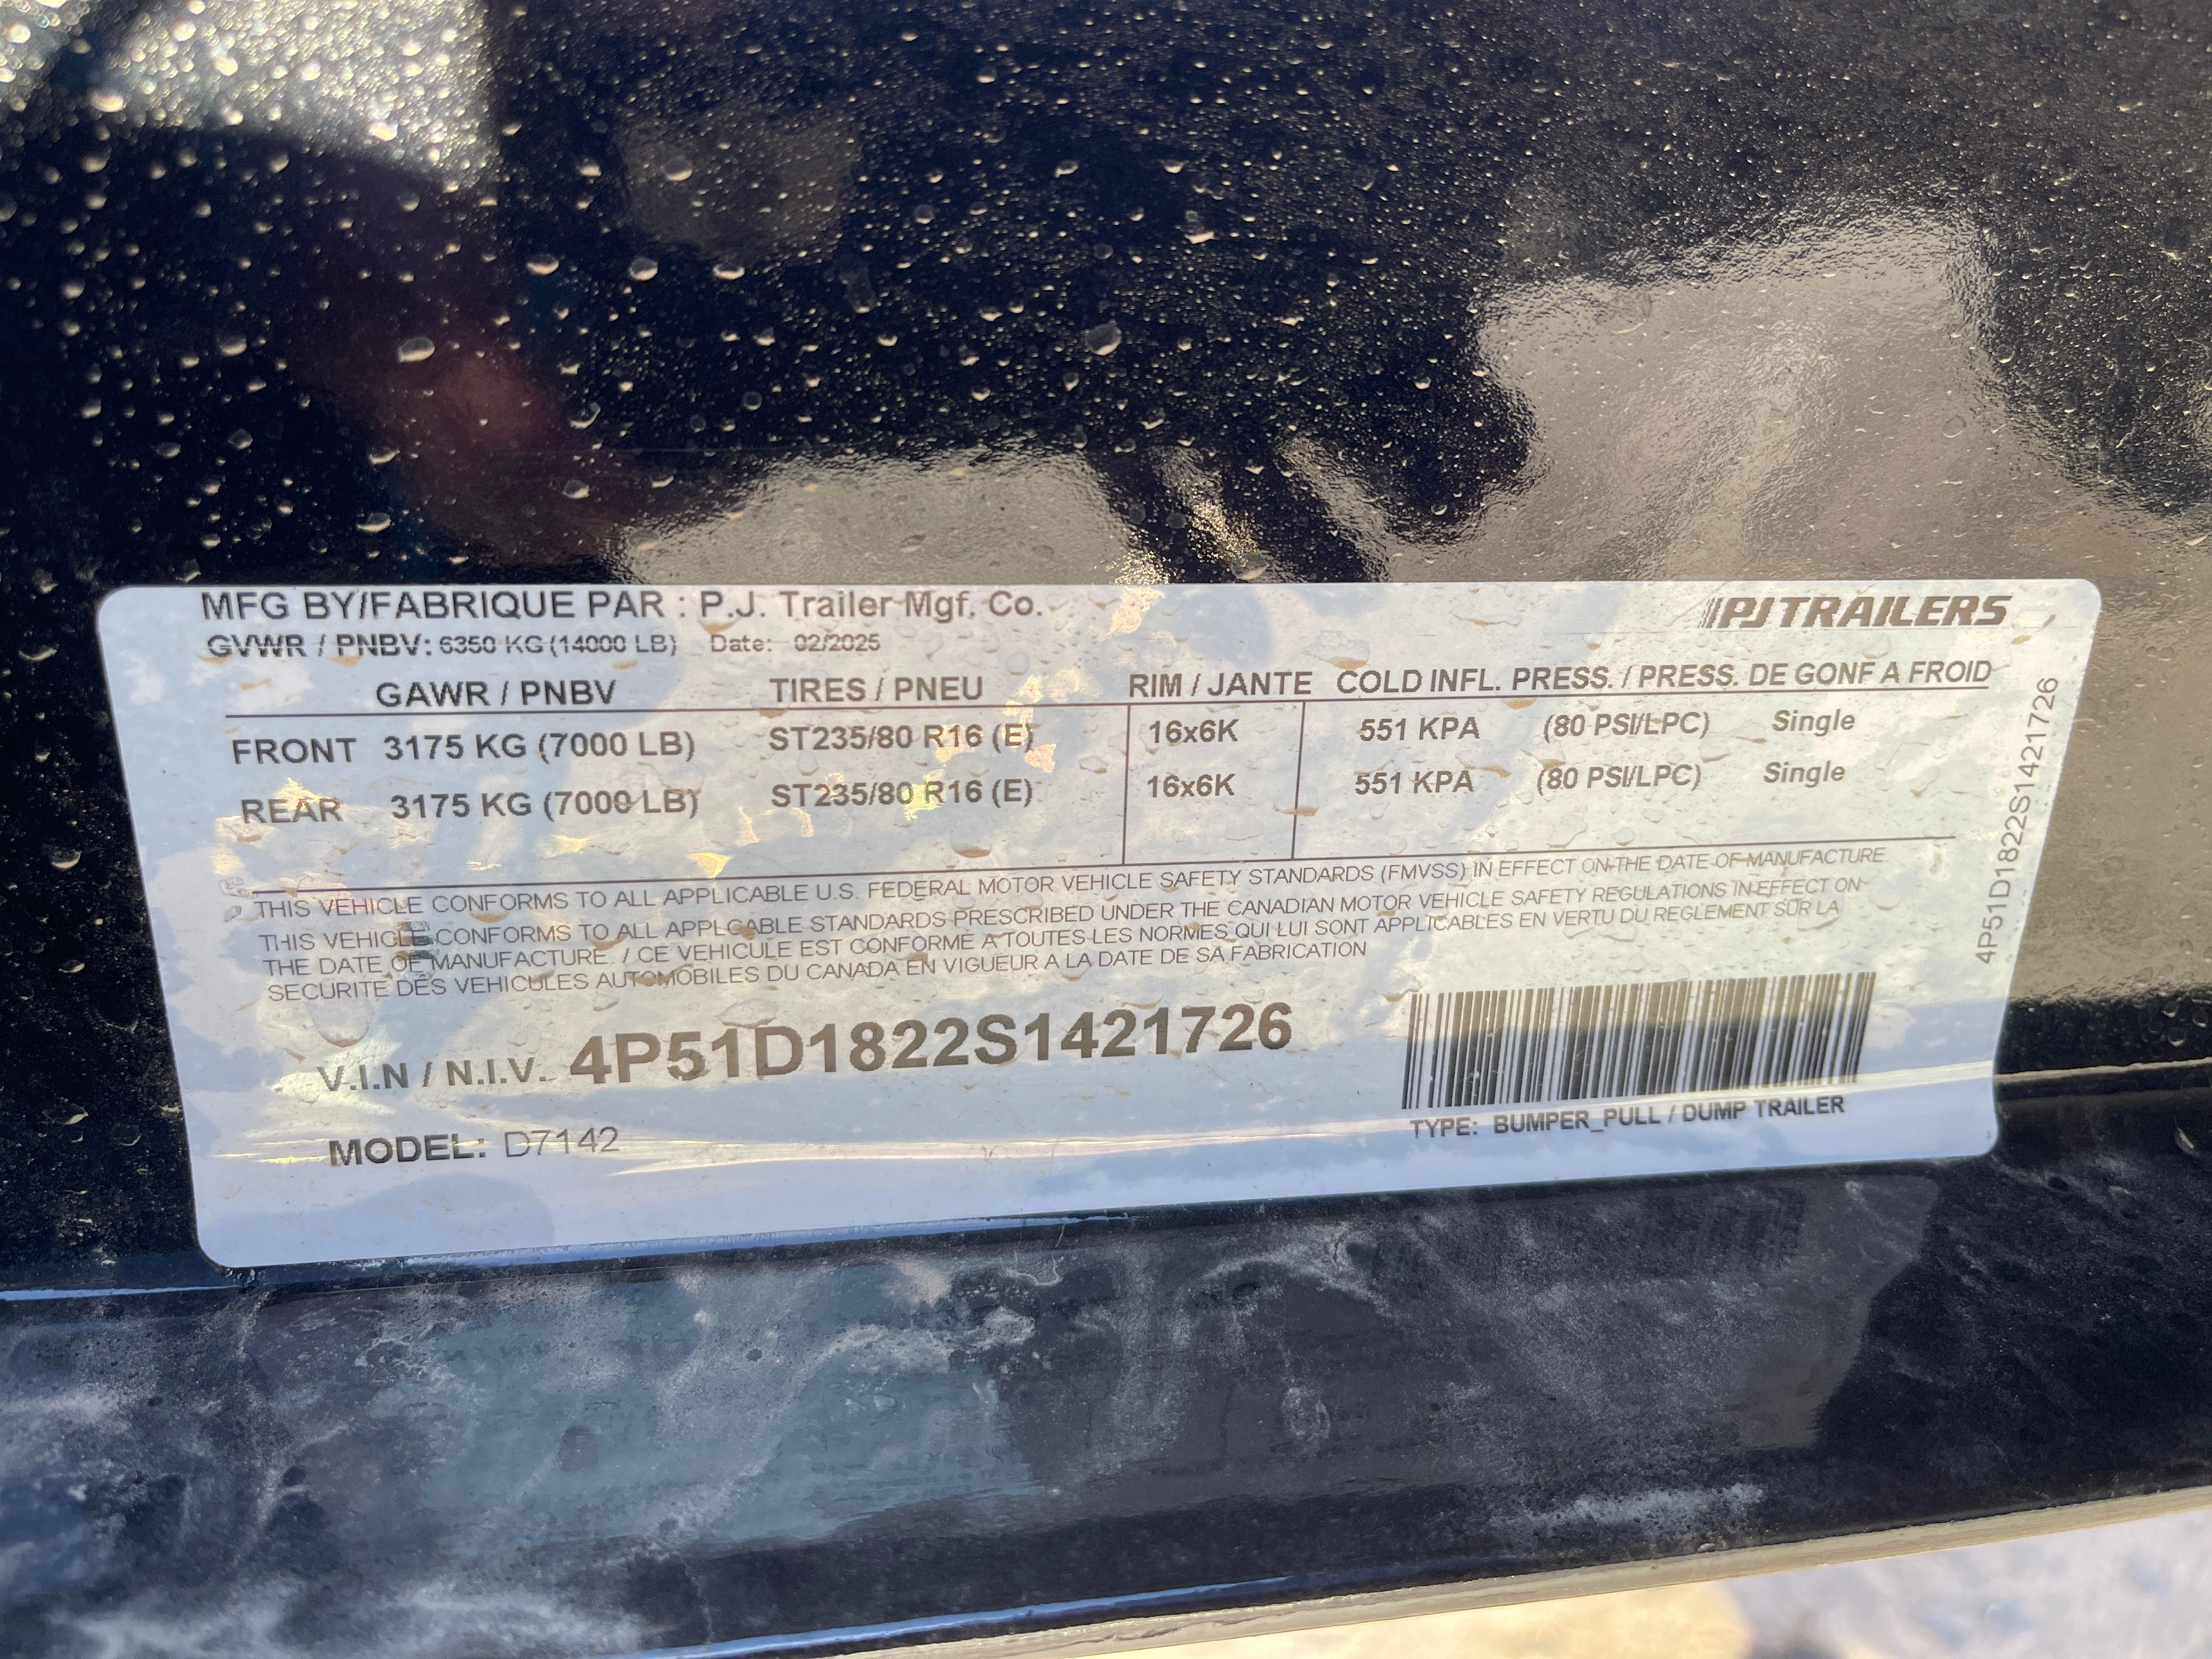 MFG BY/FABRIQUE PAR : P.J. Trailer Mgf. Co.
PJ TRAILERS
GVWR / PNBV: 6350 KG (14000 LB) Date: 02/2025
GAWR / PNBV TIRES / PNEU RIM / JANTE COLD INFL. PRESS. / PRESS. DE GONF A FROID
FRONT 3175 KG (7000 LB) ST235/80 R16 (E) 16x6K 551 KPA (80 PSI/LPC) Single
REAR 3175 KG (7000 LB) ST235/80 R16 (E) 16x6K 551 KPA (80 PSI/LPC) Single
THIS VEHICLE CONFORMS TO ALL APPLICABLE U.S. FEDERAL MOTOR VEHICLE SAFETY STANDARDS (FMVSS) IN EFFECT ON THE DATE OF MANUFACTURE.
THIS VEHICLE CONFORMS TO ALL APPLCABLE STANDARDS PRESCRIBED UNDER THE CANADIAN MOTOR VEHICLE SAFETY REGULATIONS IN EFFECT ON
THE DATE OF MANUFACTURE. / CE VEHICULE EST CONFORME A TOUTES LES NORMES QUI LUI SONT APPLICABLES EN VERTU DU REGLEMENT SUR LA
SECURITE DES VEHICULES AUTOMOBILES DU CANADA EN VIGUEUR A LA DATE DE SA FABRICATION
V.I.N / N.I.V. 4P51D1822S1421726
MODEL: D7142
TYPE: BUMPER_PULL / DUMP TRAILER
4P51D1822S1421726